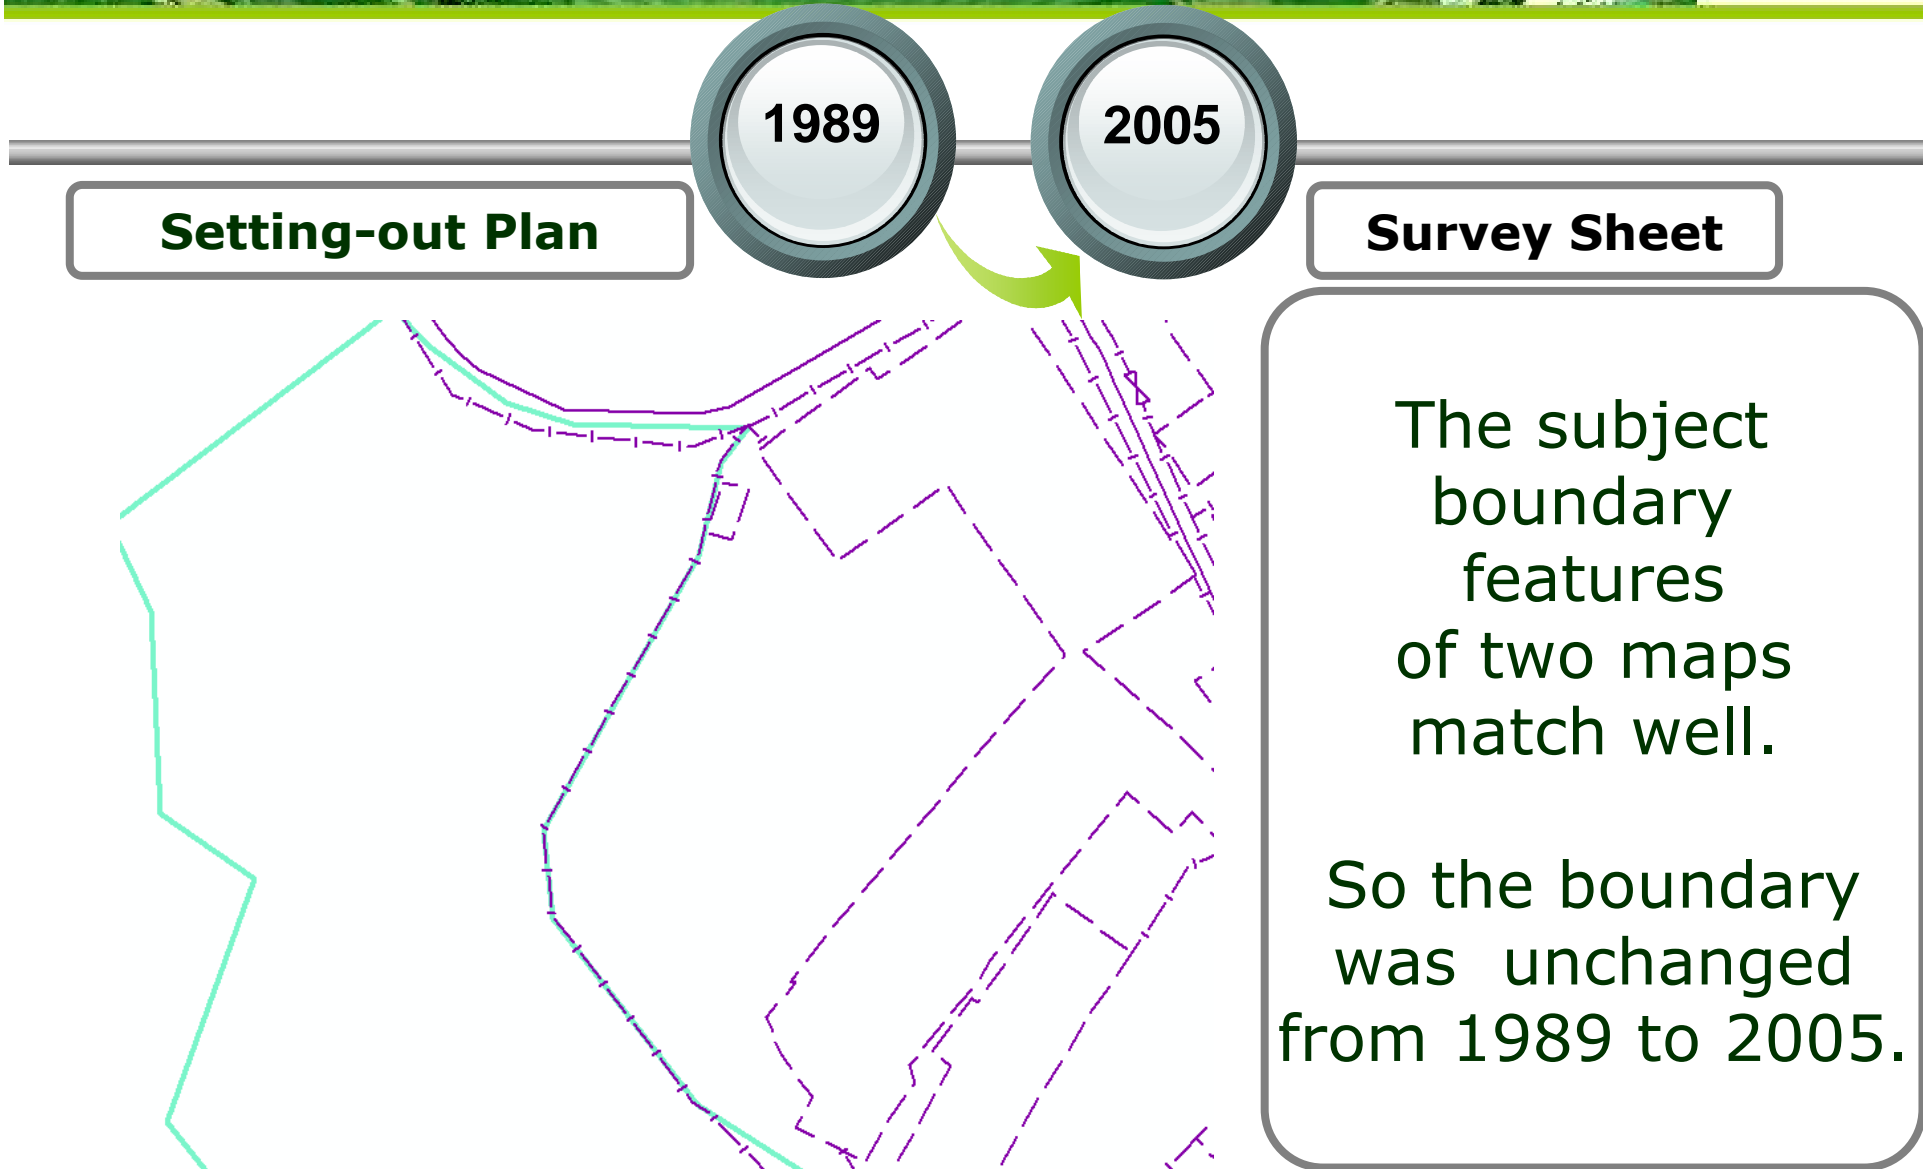 1989
2005
Setting-out Plan
Survey Sheet
The subject
boundary
features
of two maps
match well.
So the boundary
was unchanged
from 1989 to 2005.